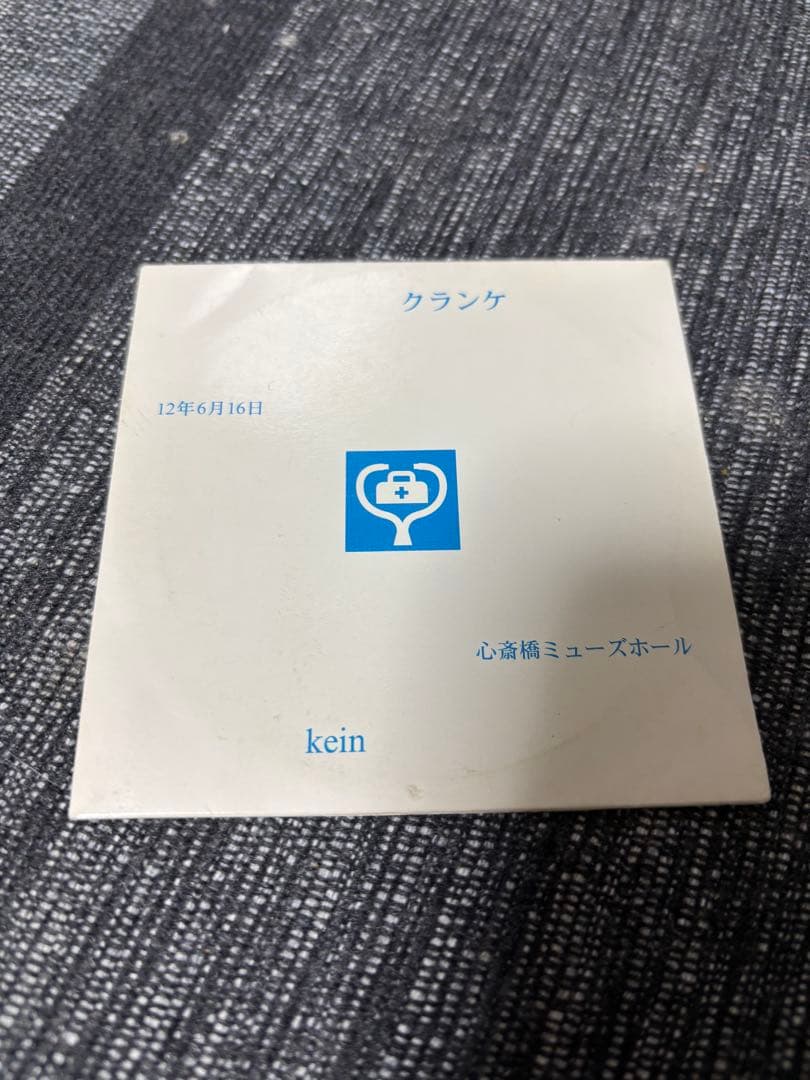 クランケ
12年6月16日
心斎橋ミューズホール
kein